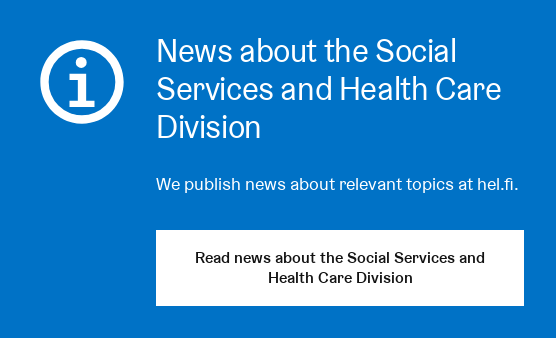 News about the Social
Services and Health Care
Division
We publish news about relevant topics at hel.fi.
Read news about the Social Services and
Health Care Division